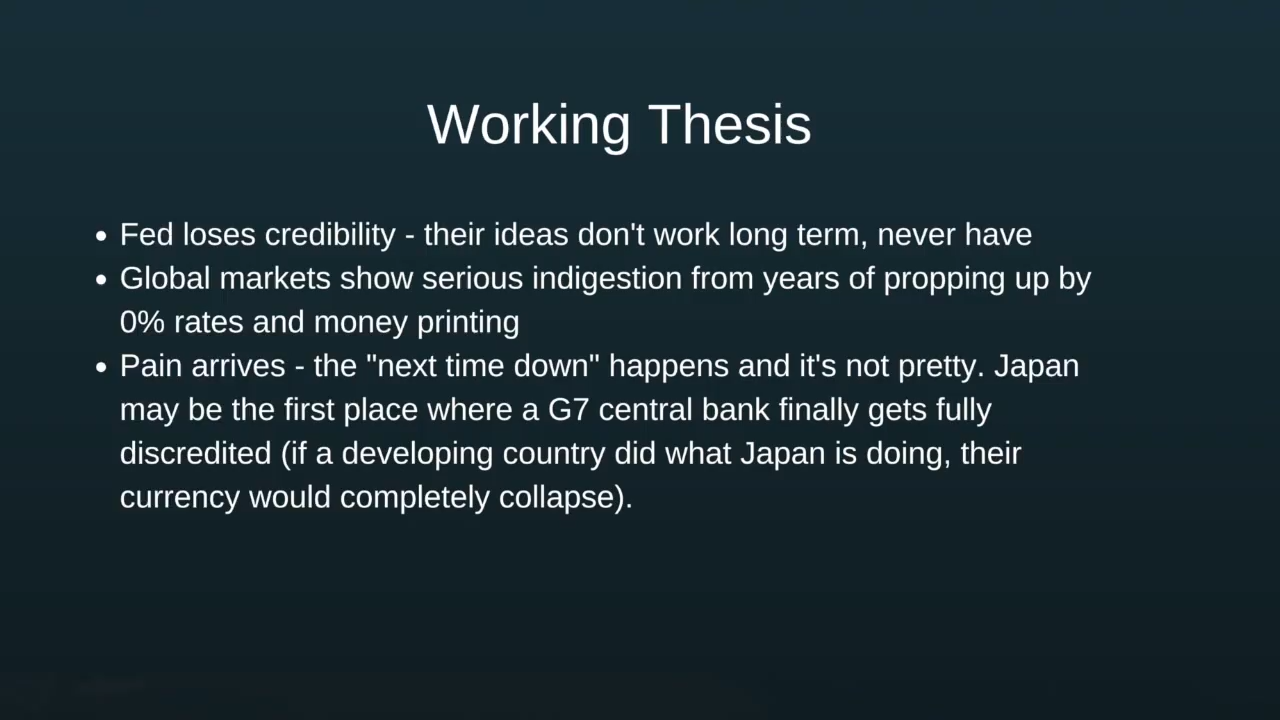 Working Thesis
• Fed loses credibility - their ideas don't work long term, never have
• Global markets show serious indigestion from years of propping up by
0% rates and money printing
• Pain arrives - the "next time down" happens and it's not pretty. Japan
may be the first place where a G7 central bank finally gets fully
discredited (if a developing country did what Japan is doing, their
currency would completely collapse).